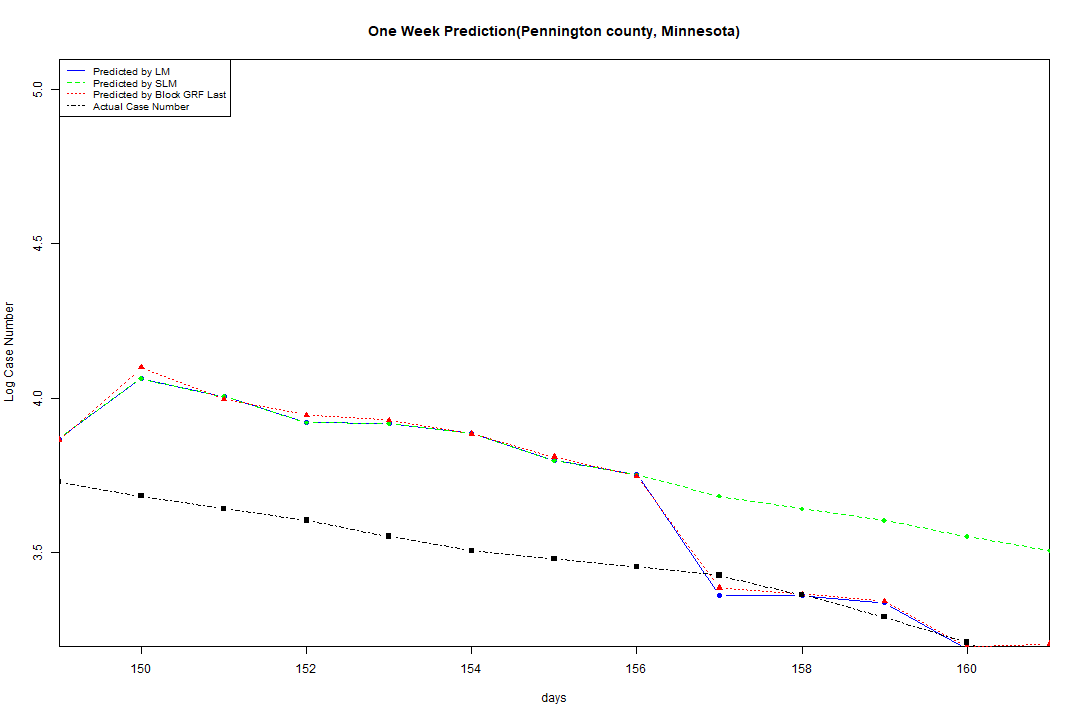 One Week Prediction(Pennington county, Minnesota)
Predicted by LM
Predicted by SLM
Predicted by Block GRF Last
Actual Case Number
5.0
4.5
4.0
3.5
Log Case Number
150 152 154 156 158 160
days